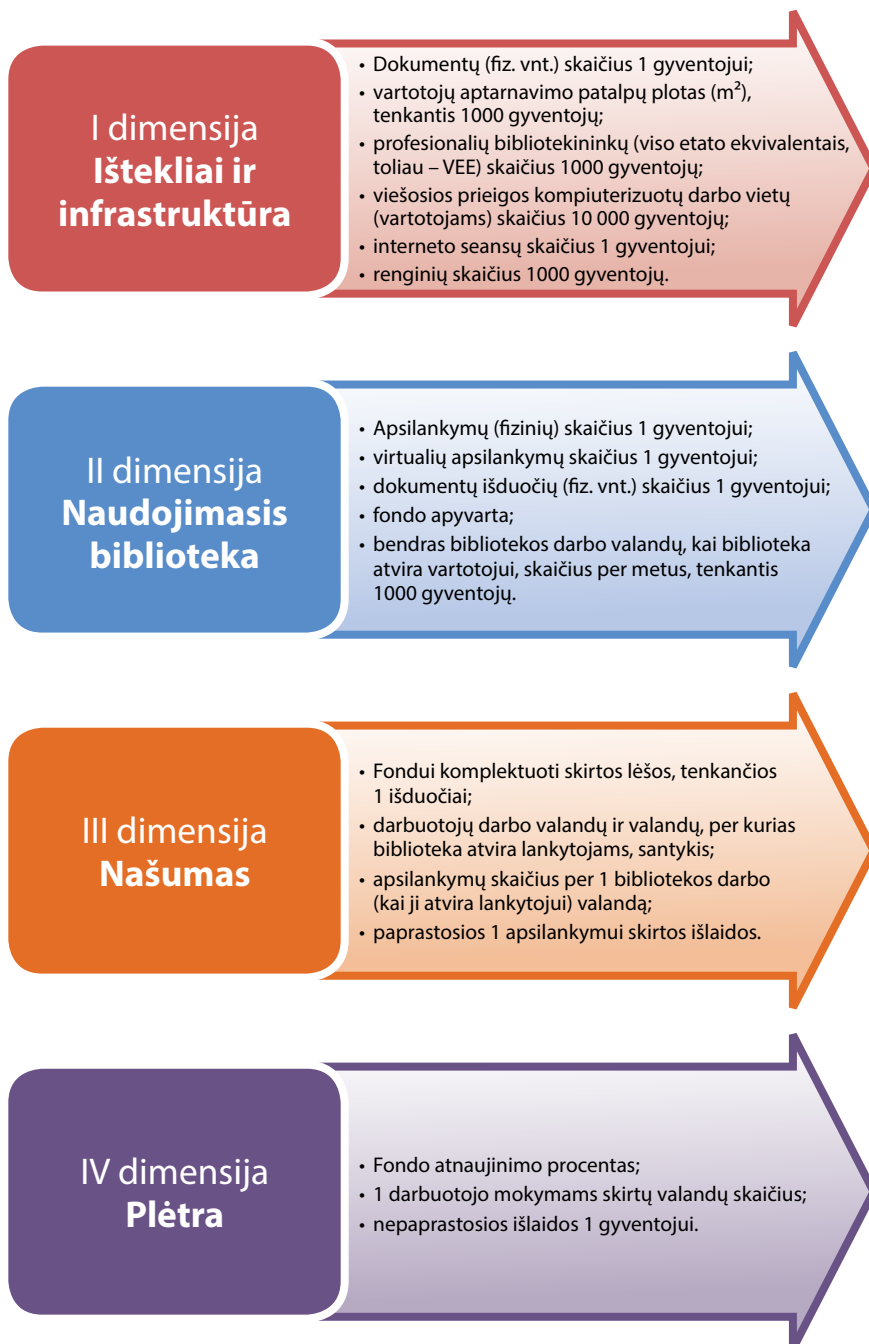 I dimensija
Ištekliai ir
infrastruktūra
• Dokumentų (fiz. vnt.) skaičius 1 gyventojui;
• vartotojų aptarnavimo patalpų plotas (m²),
tenkantis 1000 gyventojų;
• profesionalių bibliotekininkų (viso etato ekvivalentais,
toliau – VEE) skaičius 1000 gyventojų;
• viešosios prieigos kompiuterizuotų darbo vietų
(vartotojams) skaičius 10 000 gyventojų;
• interneto seansų skaičius 1 gyventojui;
• renginių skaičius 1000 gyventojų.
II dimensija
Naudojimasis
biblioteka
• Apsilankymų (fizinių) skaičius 1 gyventojui;
• virtualių apsilankymų skaičius 1 gyventojui;
• dokumentų išduočių (fiz. vnt.) skaičius 1 gyventojui;
• fondo apyvarta;
• bendras bibliotekos darbo valandų, kai biblioteka
atvira vartotojui, skaičius per metus, tenkantis
1000 gyventojų.
III dimensija
Našumas
• Fondui komplektuoti skirtos lėšos, tenkančios
1 išduočiai;
• darbuotojų darbo valandų ir valandų, per kurias
biblioteka atvira lankytojams, santykis;
• apsilankymų skaičius per 1 bibliotekos darbo
(kai ji atvira lankytojui) valandą;
• paprastosios 1 apsilankymui skirtos išlaidos.
IV dimensija
Plėtra
• Fondo atnaujinimo procentas;
• 1 darbuotojo mokymams skirtų valandų skaičius;
• nepaprastosios išlaidos 1 gyventojui.